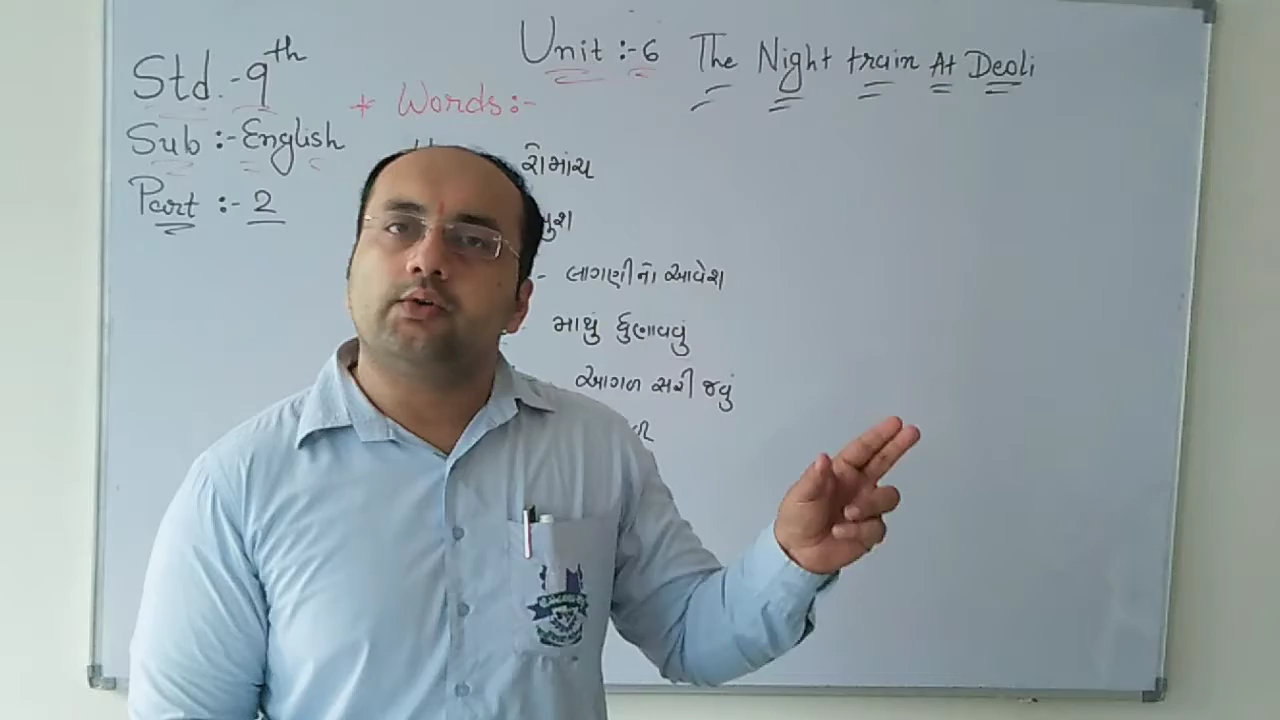 Std. - 9th
Unit :- 6 The Night train At Deoli
Sub :- English
* Words :-
Part :- 2
રોમાંચ
- લાગણીનો આવેશ
માથું ધુણાવવું
આગળ સરી જવું